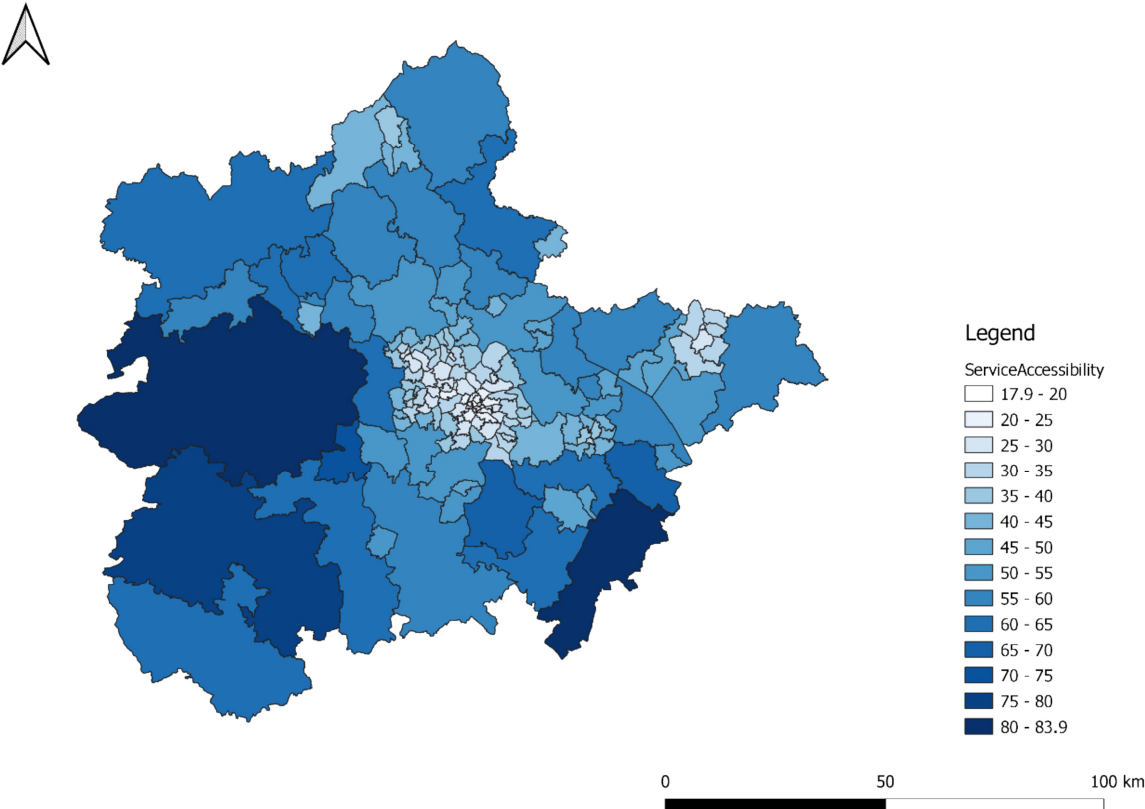 Legend
ServiceAccessibility
17.9 - 20
20 - 25
25 - 30
30 - 35
35 - 40
40 - 45
45 - 50
50 - 55
55 - 60
60 - 65
65 - 70
70 - 75
75 - 80
80 - 83.9
0 50 100 km